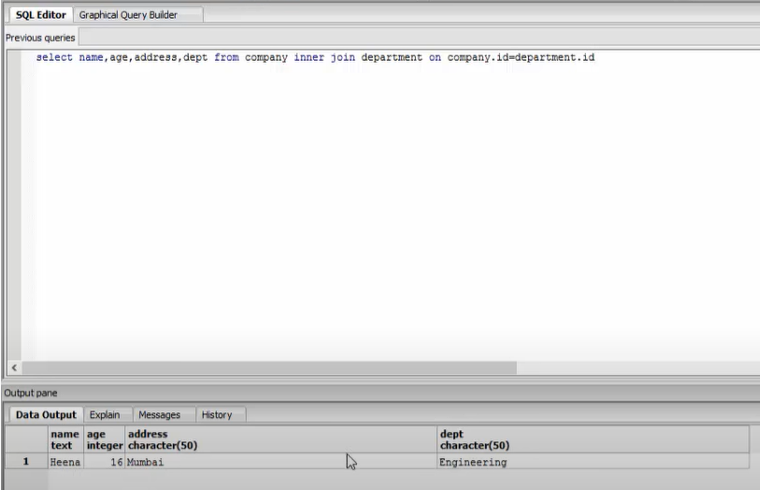 SQL Editor Graphical Query Builder
Previous queries
select name,age,address,dept from company inner join department on company.id=department.id
Output pane
Data Output Explain Messages History
name age address dept
text integer character(50) character(50)
1 Heena 16 Mumbai Engineering